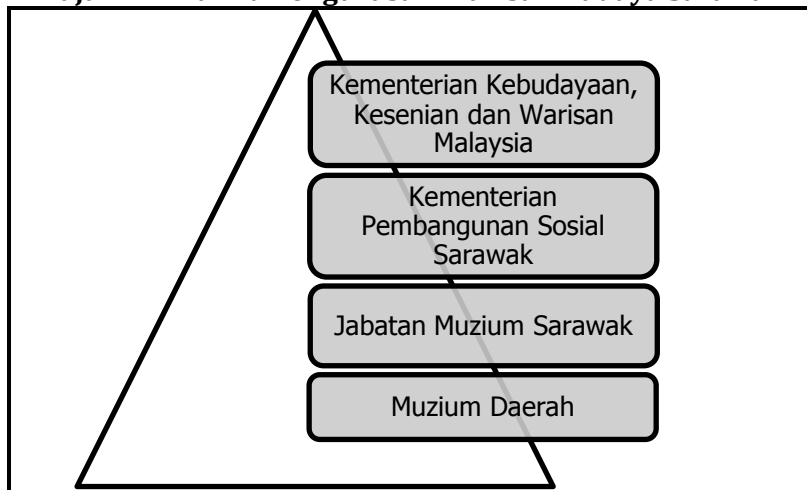 Kementerian Kebudayaan,
Kesenian dan Warisan
Malaysia
Kementerian
Pembangunan Sosial
Sarawak
Jabatan Muzium Sarawak
Muzium Daerah